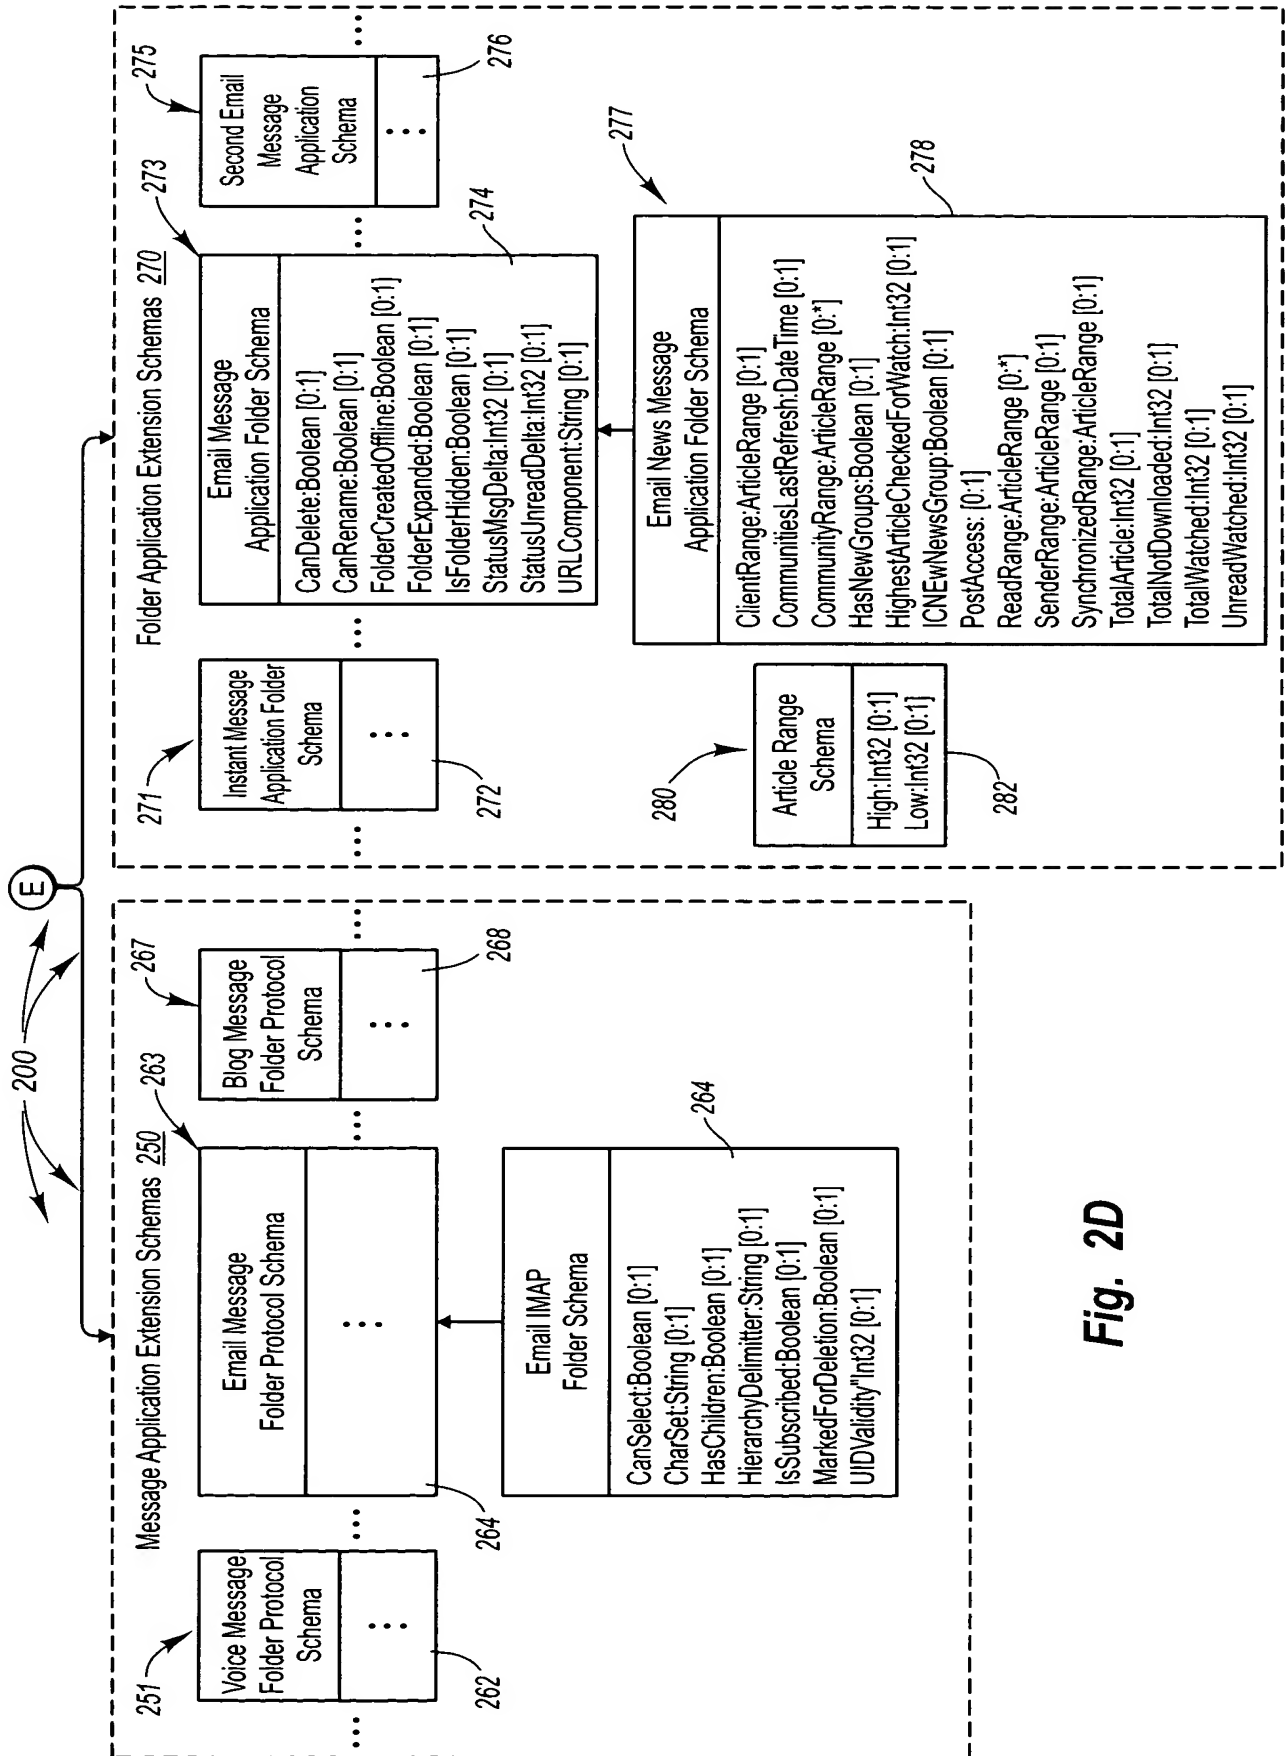 200
E
Message Application Extension Schemas 250
251
Voice Message
Folder Protocol
Schema
⋮
262
263
Email Message
Folder Protocol Schema
⋮
264
267
Blog Message
Folder Protocol
Schema
⋮
268
Email IMAP
Folder Schema
CanSelect:Boolean [0:1]
CharSet:String [0:1]
HasChildren:Boolean [0:1]
HierarchyDelimitter:String [0:1]
IsSubscribed:Boolean [0:1]
MarkedForDeletion:Boolean [0:1]
UIDValidity"Int32 [0:1]
264
Folder Application Extension Schemas 270
271
Instant Message
Application Folder
Schema
⋮
272
273
Email Message
Application Folder Schema
CanDelete:Boolean [0:1]
CanRename:Boolean [0:1]
FolderCreatedOffline:Boolean [0:1]
FolderExpanded:Boolean [0:1]
IsFolderHidden:Boolean [0:1]
StatusMsgDelta:Int32 [0:1]
StatusUnreadDelta:Int32 [0:1]
URLComponent:String [0:1]
274
275
Second Email
Message
Application
Schema
⋮
276
280
Article Range
Schema
High:Int32 [0:1]
Low:Int32 [0:1]
282
277
Email News Message
Application Folder Schema
ClientRange:ArticleRange [0:1]
CommunitiesLastRefresh:DateTime [0:1]
CommunityRange:ArticleRange [0:*]
HasNewGroups:Boolean [0:1]
HighestArticleCheckedForWatch:Int32 [0:1]
ICNEwNewsGroup:Boolean [0:1]
PostAccess: [0:1]
ReadRange:ArticleRange [0:*]
SenderRange:ArticleRange [0:1]
SynchronizedRange:ArticleRange [0:1]
TotalArticle:Int32 [0:1]
TotalNotDownloaded:Int32 [0:1]
TotalWatched:Int32 [0:1]
UnreadWatched:Int32 [0:1]
278
Fig. 2D